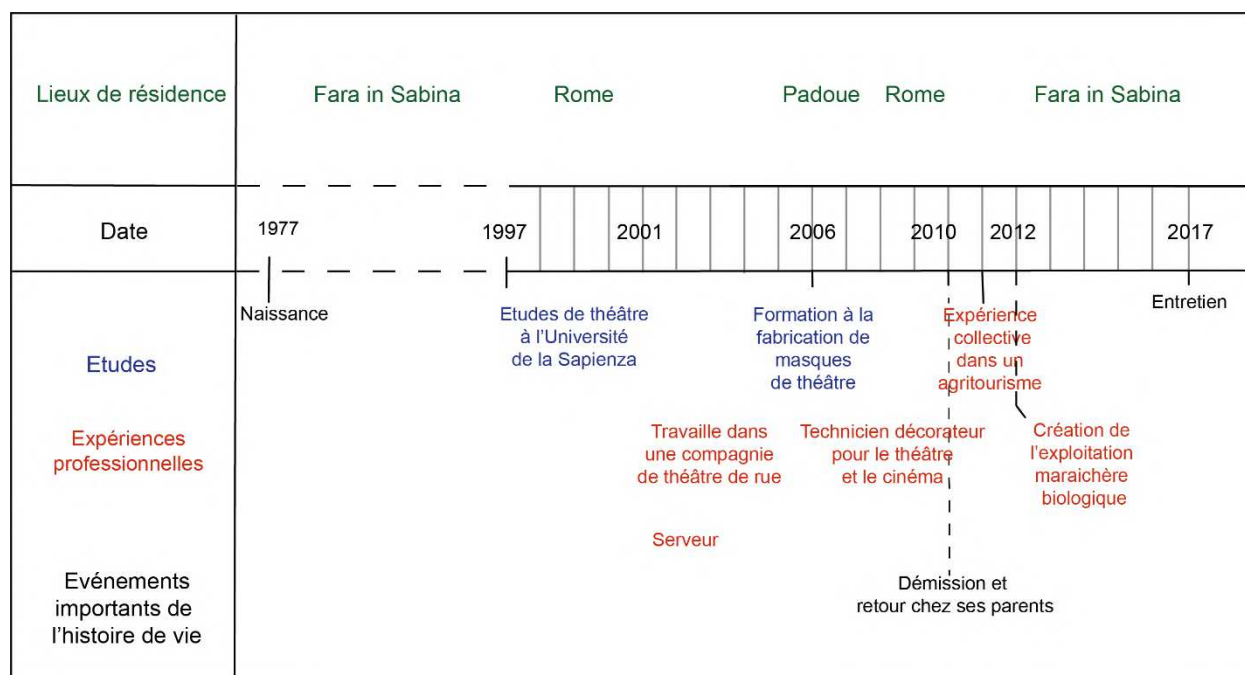 Lieux de résidence
Fara in Sabina
Rome
Padoue
Rome
Fara in Sabina
Date
1977
1997
2001
2006
2010
2012
2017
Naissance
Entretien
Etudes
Etudes de théâtre
à l’Université
de la Sapienza
Formation à la
fabrication de
masques
de théâtre
Expérience
collective
dans un
agritourisme
Expériences
professionnelles
Travaille dans
une compagnie
de théâtre de rue
Technicien décorateur
pour le théâtre
et le cinéma
Création de
l’exploitation
maraichère
biologique
Serveur
Evénements
importants de
l’histoire de vie
Démission et
retour chez ses parents